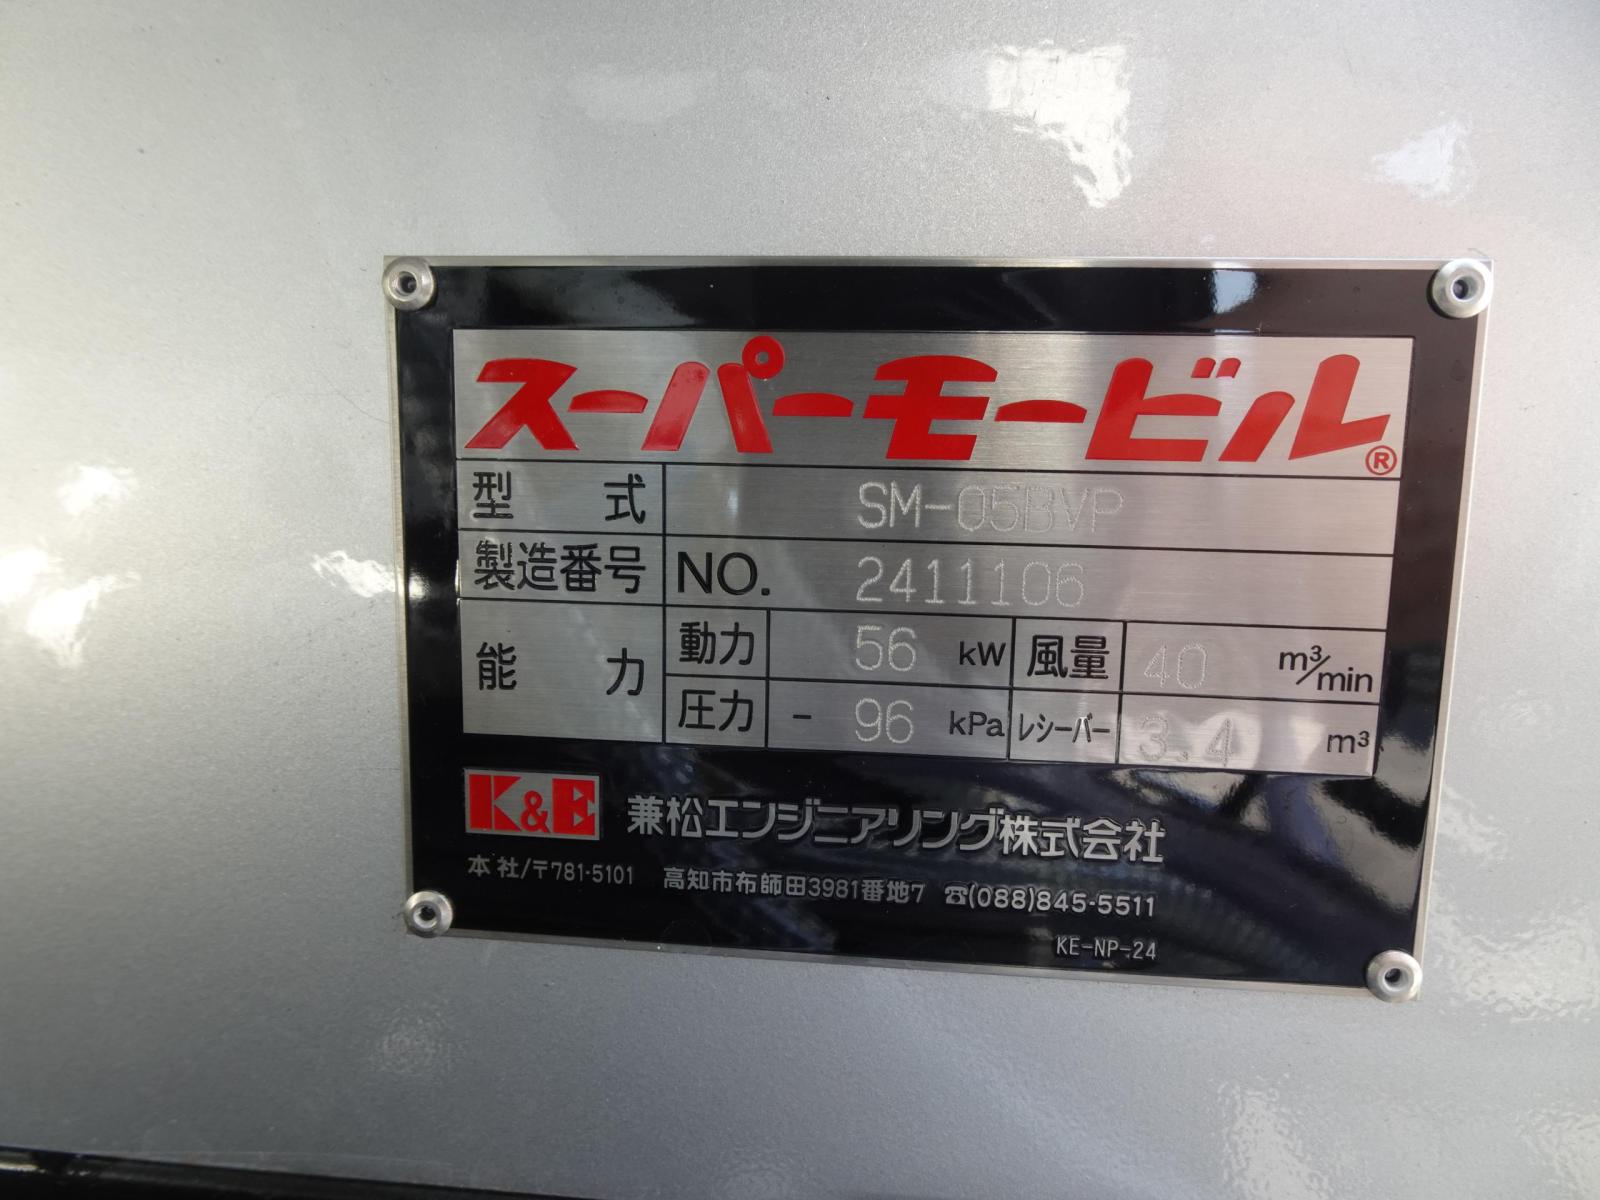 スーパーモービル®
型式 SM-05BVP
製造番号 NO. 2411106
能力 動力 56 kW 風量 40 m³/min
圧力 - 96 kPa レシーバー 3.4 m³
K&E 兼松エンジニアリング株式会社
本社/〒781-5101 高知市布師田3981番地7 ☎(088)845-5511
KE-NP-24